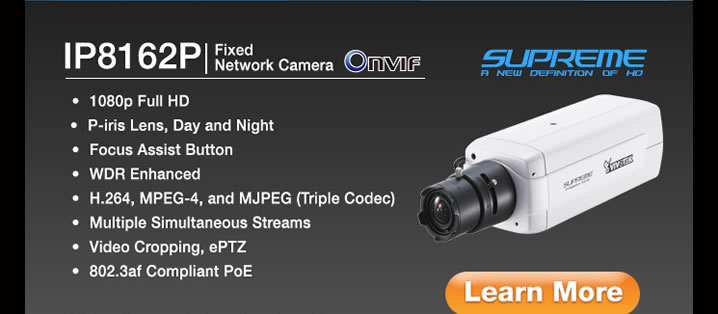 IP8162P
Fixed
Network Camera
ONVIF
SUPREME
A NEW DEFINITION OF HD
• 1080p Full HD
• P-iris Lens, Day and Night
• Focus Assist Button
• WDR Enhanced
• H.264, MPEG-4, and MJPEG (Triple Codec)
• Multiple Simultaneous Streams
• Video Cropping, ePTZ
• 802.3af Compliant PoE
SUPREME
VIVOTEK
Learn More